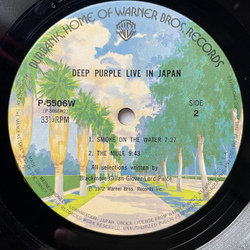 BURBANK, HOME OF WARNER BROS. RECORDS
DEEP PURPLE LIVE IN JAPAN
P-5506W
33⅓RPM
SIDE
2
1. SMOKE ON THE WATER 7:27
2. THE MULE 9:43
All selections written by
Blackmore-Gillan-Glover-Lord-Paice
1972 Warner Bros. Records Inc.